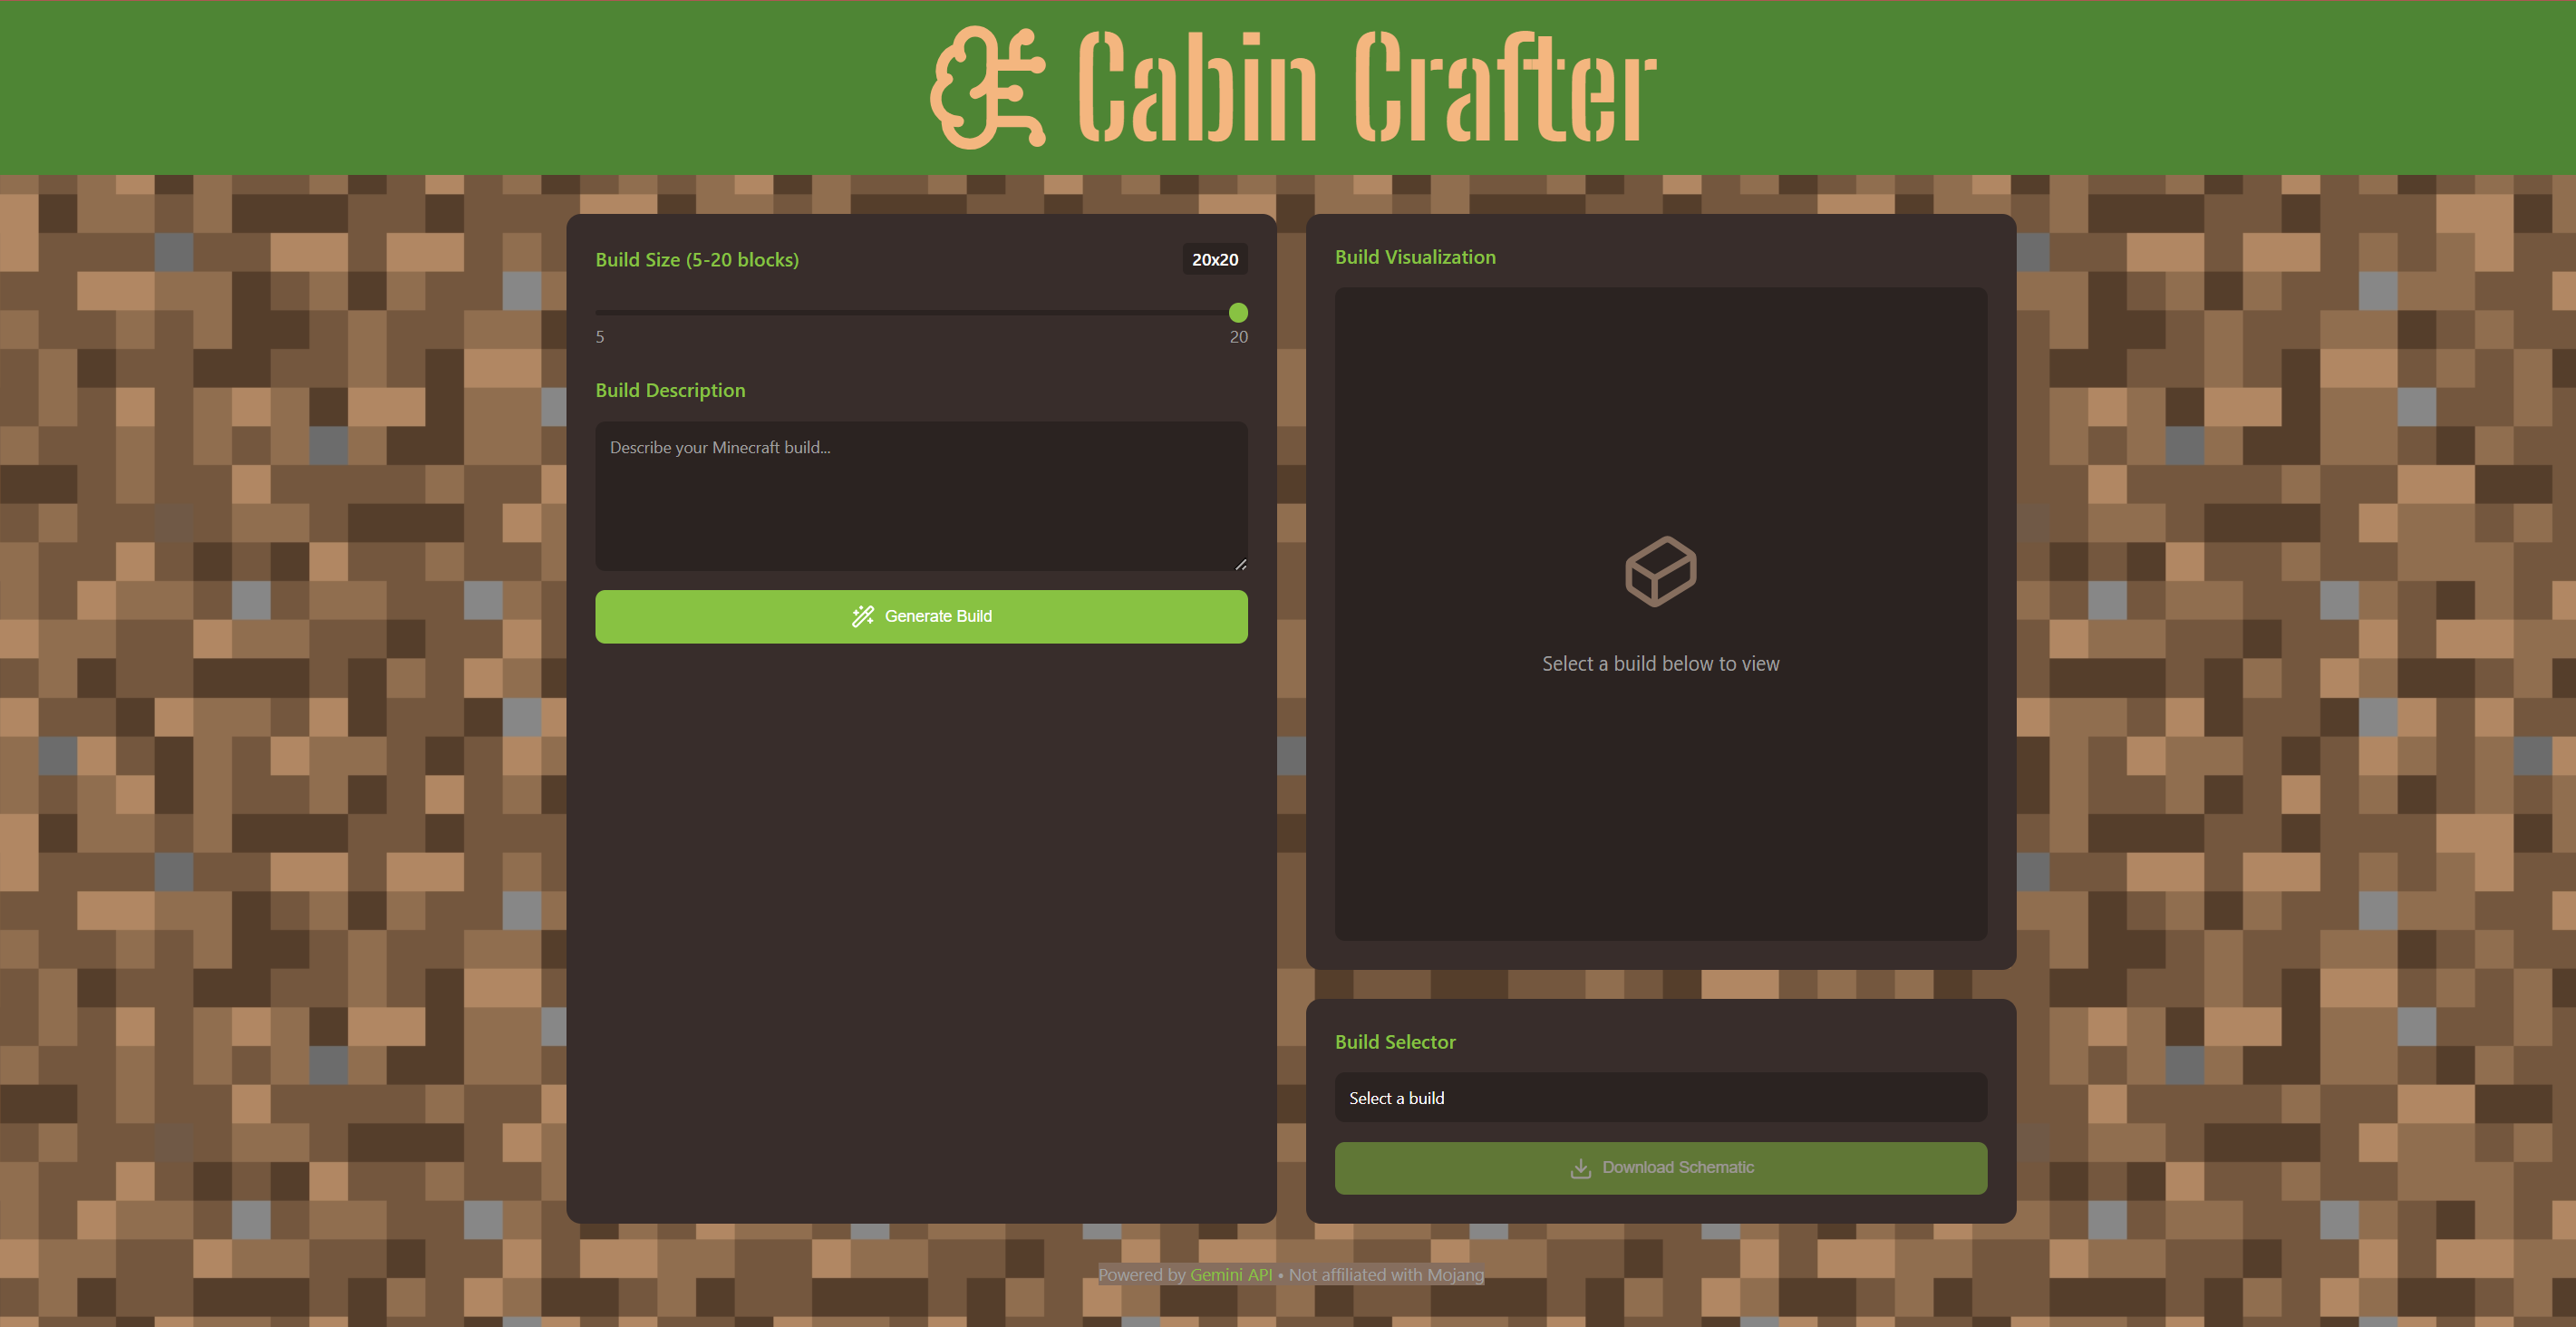 Cabin Crafter
Build Size (5-20 blocks)
20x20
5
20
Build Description
Describe your Minecraft build...
Generate Build
Build Visualization
Select a build below to view
Build Selector
Select a build
Download Schematic
Powered by Gemini API • Not affiliated with Mojang